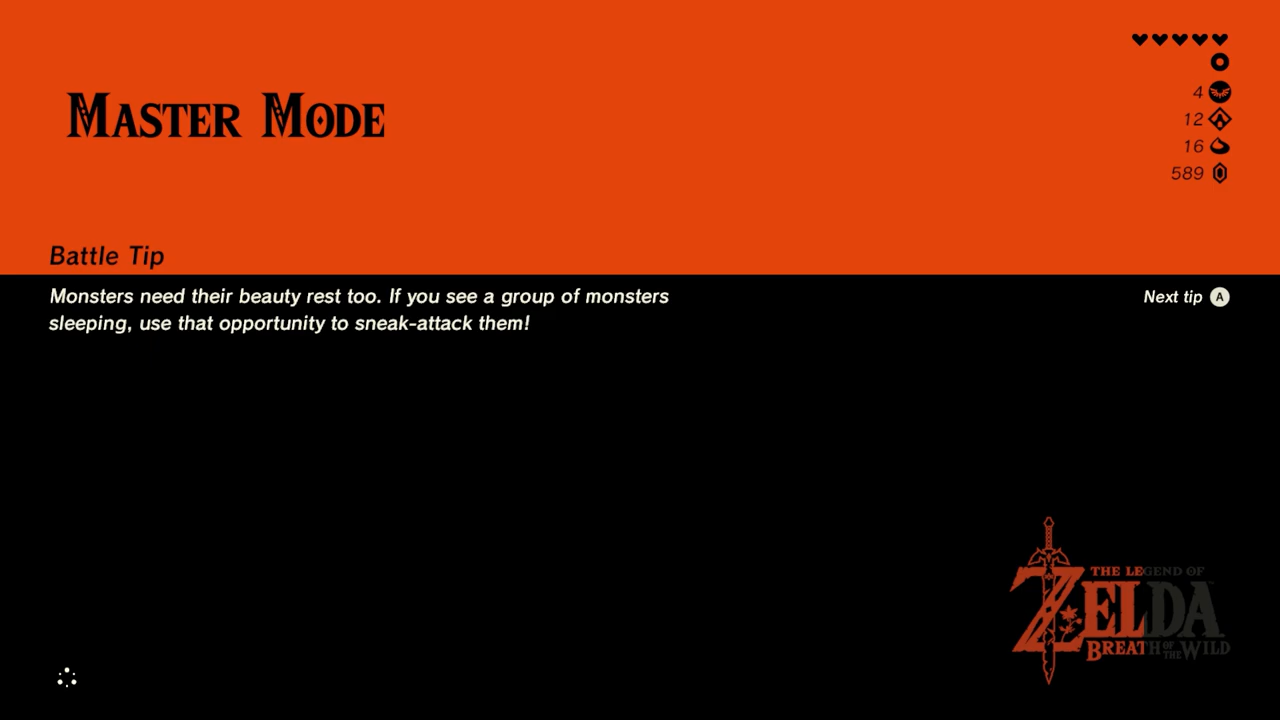 MASTER MODE
4
12
16
589
Battle Tip
Monsters need their beauty rest too. If you see a group of monsters
sleeping, use that opportunity to sneak-attack them!
Next tip A
THE LEGEND OF
ZELDA
BREATH OF THE WILD